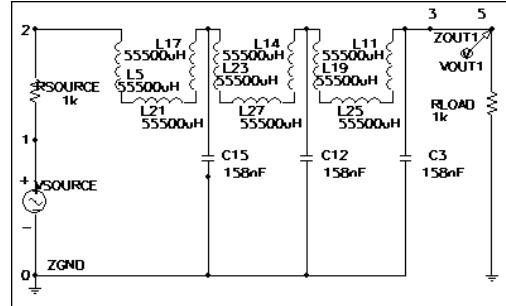 2
3
5
L17
55500uH
L14
55500uH
L11
55500uH
ZOUT1
V
VOUT1
L5
55500uH
L23
55500uH
L19
55500uH
RSOURCE
1k
L21
55500uH
L27
55500uH
L25
55500uH
RLOAD
1k
1
C15
158nF
C12
158nF
C3
158nF
+
VSOURCE
-
0
ZGND